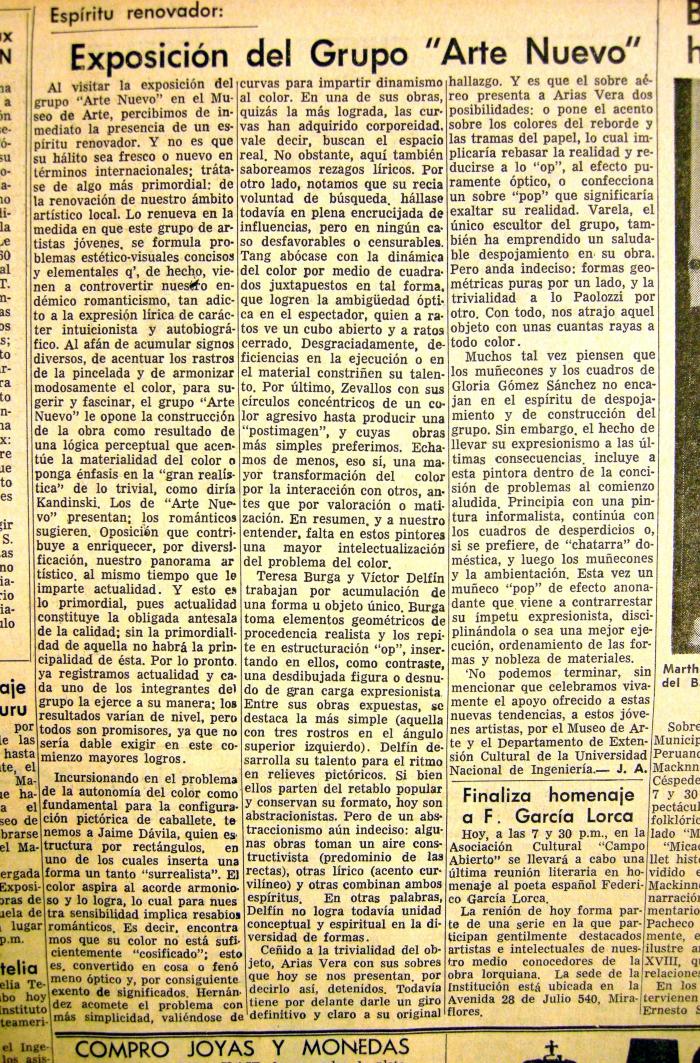 Espíritu renovador:
Exposición del Grupo "Arte Nuevo"
Al visitar la exposición del
grupo "Arte Nuevo" en el Mu-
seo de Arte, percibimos de in-
mediato la presencia de un es-
píritu renovador. Y no es que
su hálito sea fresco o nuevo en
términos internacionales; tráta-
se de algo más primordial: de
la renovación de nuestro ámbito
artístico local. Lo renueva en la
medida en que este grupo de ar-
tistas jóvenes, se formula pro-
blemas estético-visuales concisos
y elementales q', de hecho, vie-
nen a controvertir nuestro en-
démico romanticismo, tan adic-
to a la expresión lírica de carác-
ter intuicionista y autobiográ-
fico. Al afán de acumular signos
diversos, de acentuar los rastros
de la pincelada y de armonizar
modosamente el color, para su-
gerir y fascinar, el grupo "Arte
Nuevo" le opone la construcción
de la obra como resultado de
una lógica perceptual que acen-
túe la materialidad del color o
ponga énfasis en la "gran realís-
tica" de lo trivial, como diría
Kandinski. Los de "Arte Nue-
vo" presentan; los románticos
sugieren. Oposición que contri-
buye a enriquecer, por diversi-
ficación, nuestro panorama ar-
tístico, al mismo tiempo que le
imparte actualidad. Y esto es
lo primordial, pues actualidad
constituye la obligada antesala
de la calidad; sin la primordiali-
dad de aquella no habrá la prin-
cipalidad de ésta. Por lo pronto,
ya registramos actualidad y ca-
da uno de los integrantes del
grupo la ejerce a su manera; los
resultados varían de nivel, pero
todos son promisores, ya que no
sería dable exigir en este co-
mienzo mayores logros.
Incursionando en el problema
de la autonomía del color como
fundamental para la configura-
ción pictórica de caballete, te-
nemos a Jaime Dávila, quien es-
tructura por rectángulos, en
uno de los cuales inserta una
forma un tanto "surrealista". El
color aspira al acorde armonio-
so y lo logra, lo cual para nues-
tra sensibilidad implica resabios
románticos. Es decir, encontra
mos que su color no está sufi-
cientemente "cosificado"; esto
es, convertido en cosa o fenó
meno óptico y, por consiguiente
exento de significados. Hernán
dez acomete el problema con
más simplicidad, valiéndose de
curvas para impartir dinamismo
al color. En una de sus obras,
quizás la más lograda, las cur-
vas han adquirido corporeidad,
vale decir, buscan el espacio
real. No obstante, aquí también
saboreamos rezagos líricos. Por
otro lado, notamos que su recia
voluntad de búsqueda, hállase
todavía en plena encrucijada de
influencias, pero en ningún ca-
so desfavorables o censurables.
Tang abócase con la dinámica
del color por medio de cuadra-
dos juxtapuestos en tal forma,
que logren la ambigüedad ópti-
ca en el espectador, quien a ra-
tos ve un cubo abierto y a ratos
cerrado. Desgraciadamente, de-
ficiencias en la ejecución o en
el material constriñen su talen-
to. Por último, Zevallos con sus
círculos concéntricos de un co-
lor agresivo hasta producir una
"postimagen", y cuyas obras
más simples preferimos. Echa-
mos de menos, eso sí, una ma-
yor transformación del color
por la interacción con otros, an-
tes que por valoración o mati-
zación. En resumen, y a nuestro
entender, falta en estos pintores
una mayor intelectualización
del problema del color.
Teresa Burga y Víctor Delfín
trabajan por acumulación de
una forma u objeto único. Burga
toma elementos geométricos de
procedencia realista y los repi-
te en estructuración "op", inser-
tando en ellos, como contraste,
una desdibujada figura o desnu-
do de gran carga expresionista.
Entre sus obras expuestas, se
destaca la más simple (aquella
con tres rostros en el ángulo
superior izquierdo). Delfín de-
sarrolla su talento para el ritmo
en relieves pictóricos. Si bien
ellos parten del retablo popular
y conservan su formato, hoy son
abstracionistas. Pero de un abs-
traccionismo aún indeciso: algu-
nas obras toman un aire cons-
tructivista (predominio de las
rectas), otras lírico (acento cur-
vilíneo) y otras combinan ambos
espíritus. En otras palabras,
Delfín no logra todavía unidad
conceptual y espiritual en la di-
versidad de formas.
Ceñido a la trivialidad del ob-
jeto, Arias Vera con sus sobres
que hoy se nos presentan, por
decirlo así, detenidos. Todavía
tiene por delante darle un giro
definitivo y claro a su original
hallazgo. Y es que el sobre aé-
reo presenta a Arias Vera dos
posibilidades: o pone el acento
sobre los colores del reborde y
las tramas del papel, lo cual im-
plicaría rebasar la realidad y re-
ducirse a lo "op", al efecto pu-
ramente óptico, o confecciona
un sobre "pop" que significaría
exaltar su realidad. Varela, el
único escultor del grupo, tam-
bién ha emprendido un saluda-
ble despojamiento en su obra.
Pero anda indeciso: formas geo-
métricas puras por un lado, y la
trivialidad a lo Paolozzi por
otro. Con todo, nos atrajo aquel
objeto con unas cuantas rayas a
todo color.
Muchos tal vez piensen que
los muñecones y los cuadros de
Gloria Gómez Sánchez no enca-
jan en el espíritu de despoja-
miento y de construcción del
grupo. Sin embargo, el hecho de
llevar su expresionismo a las úl-
timas consecuencias, incluye a
esta pintora dentro de la conci-
sión de problemas al comienzo
aludida. Principia con una pin-
tura informalista, continúa con
los cuadros de desperdicios o,
si se prefiere, de "chatarra" do-
méstica, y luego los muñecones
y la ambientación. Esta vez un
muñeco "pop" de efecto anona-
dante que viene a contrarrestar
su ímpetu expresionista, disci-
plinándola o sea una mejor eje-
cución, ordenamiento de las for-
mas y nobleza de materiales.
'No podemos terminar, sin
mencionar que celebramos viva-
mente el apoyo ofrecido a estas
nuevas tendencias, a estos jóve-
nes artistas, por el Museo de Ar-
te y el Departamento de Exten-
sión Cultural de la Universidad
Nacional de Ingeniería.— J. A.
Finaliza homenaje
a F. García Lorca
Hoy, a las 7 y 30 p.m., en la
Asociación Cultural "Campo
Abierto" se llevará a cabo una
última reunión literaria en ho-
menaje al poeta español Federi-
co García Lorca.
La renión de hoy forma par-
te de una serie en la que par-
ticipan gentilmente destacados
artistas e intelectuales de nues-
tro medio conocedores de la
obra lorquiana. La sede de la
Institución está ubicada en la
Avenida 28 de Julio 540, Mira-
flores.
Marth
del B
Sobre
Municip
Peruano
Mackinn
Céspede
7 y 30
pectácul
folklóric
lado "M
"Micae
llet hist
vidido e
Mackinne
narración
mentaria
Pacheco
mente, e
ilustre ar
XVIII, qu
relacione
En los
tervienen
Ernesto S
COMPRO JOYAS Y MONEDAS